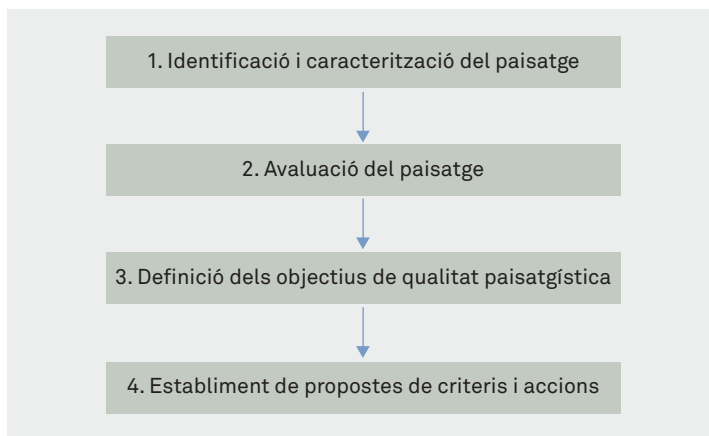 1. Identificació i caracterització del paisatge
2. Avaluació del paisatge
3. Definició dels objectius de qualitat paisatgística
4. Establiment de propostes de criteris i accions